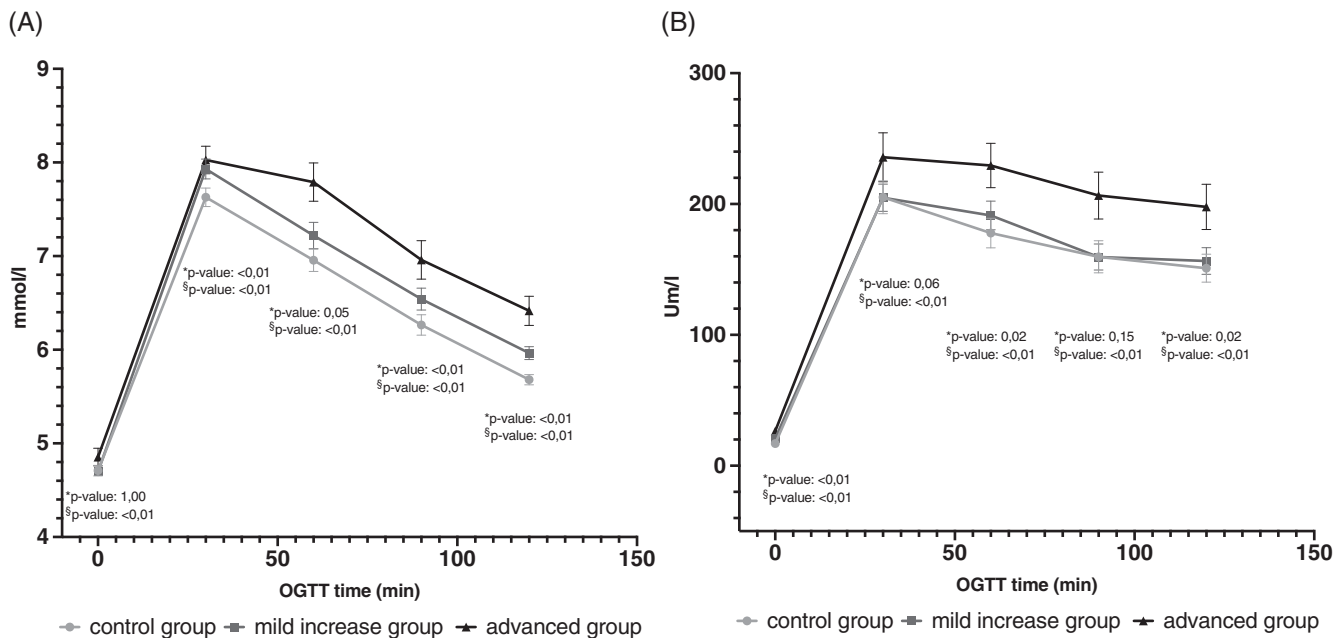 (A)
mmol/l
9
8
7
6
5
4
*p-value: <0,01
§p-value: <0,01
*p-value: 0,05
§p-value: <0,01
*p-value: <0,01
§p-value: <0,01
*p-value: <0,01
§p-value: <0,01
*p-value: 1,00
§p-value: <0,01
0 50 100 150
OGTT time (min)
control group mild increase group advanced group
(B)
Um/l
300
200
100
0
*p-value: 0,06
§p-value: <0,01
*p-value: 0,02
§p-value: <0,01
*p-value: 0,15
§p-value: <0,01
*p-value: 0,02
§p-value: <0,01
*p-value: <0,01
§p-value: <0,01
0 50 100 150
OGTT time (min)
control group mild increase group advanced group